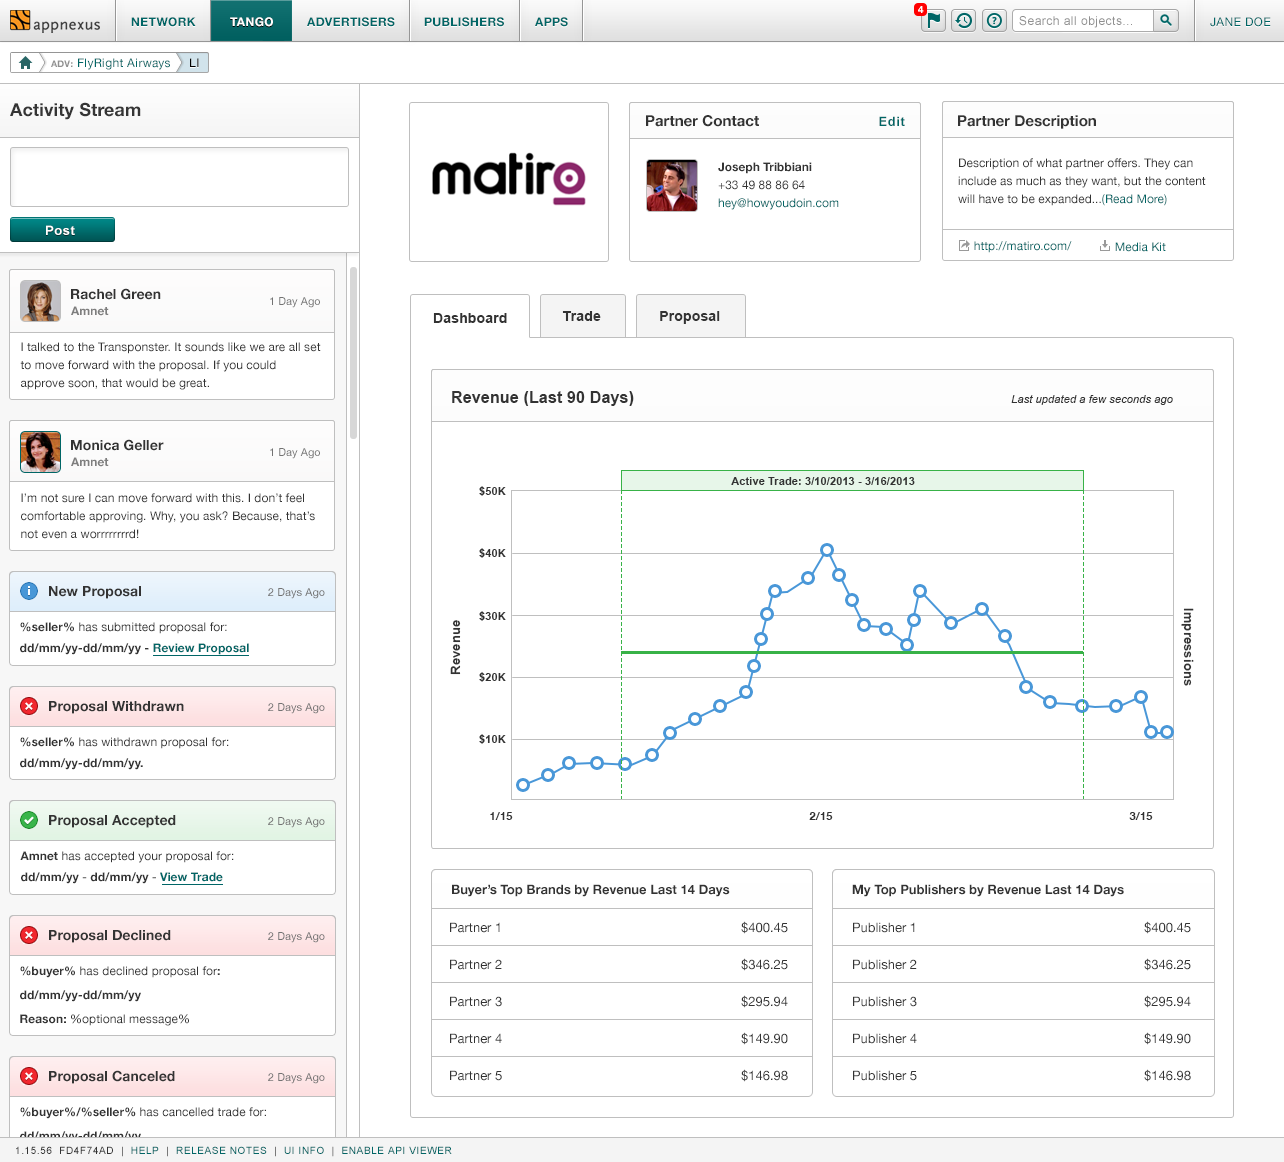 appnexus
NETWORK
TANGO
ADVERTISERS
PUBLISHERS
APPS
4
Search all objects...
JANE DOE
ADV: FlyRight Airways
LI
Activity Stream
Post
Rachel Green
Amnet
1 Day Ago
I talked to the Transponster. It sounds like we are all set
to move forward with the proposal. If you could
approve soon, that would be great.
Monica Geller
Amnet
1 Day Ago
I'm not sure I can move forward with this. I don't feel
comfortable approving. Why, you ask? Because, that's
not even a worrrrrrrrd!
New Proposal
2 Days Ago
%seller% has submitted proposal for:
dd/mm/yy-dd/mm/yy - Review Proposal
Proposal Withdrawn
2 Days Ago
%seller% has withdrawn proposal for:
dd/mm/yy-dd/mm/yy.
Proposal Accepted
2 Days Ago
Amnet has accepted your proposal for:
dd/mm/yy - dd/mm/yy - View Trade
Proposal Declined
2 Days Ago
%buyer% has declined proposal for:
dd/mm/yy-dd/mm/yy
Reason: %optional message%
Proposal Canceled
2 Days Ago
%buyer%/%seller% has cancelled trade for:
dd/mm/yy-dd/mm/yy
matiro
Partner Contact
Edit
Joseph Tribbiani
+33 49 88 86 64
hey@howyoudoin.com
Partner Description
Description of what partner offers. They can
include as much as they want, but the content
will have to be expanded...(Read More)
http://matiro.com/
Media Kit
Dashboard
Trade
Proposal
Revenue (Last 90 Days)
Last updated a few seconds ago
Active Trade: 3/10/2013 - 3/16/2013
$50K
$40K
$30K
$20K
$10K
Revenue
Impressions
1/15
2/15
3/15
Buyer's Top Brands by Revenue Last 14 Days
Partner 1 $400.45
Partner 2 $346.25
Partner 3 $295.94
Partner 4 $149.90
Partner 5 $146.98
My Top Publishers by Revenue Last 14 Days
Publisher 1 $400.45
Publisher 2 $346.25
Publisher 3 $295.94
Publisher 4 $149.90
Publisher 5 $146.98
1.15.56 FD4F74AD | HELP | RELEASE NOTES | UI INFO | ENABLE API VIEWER